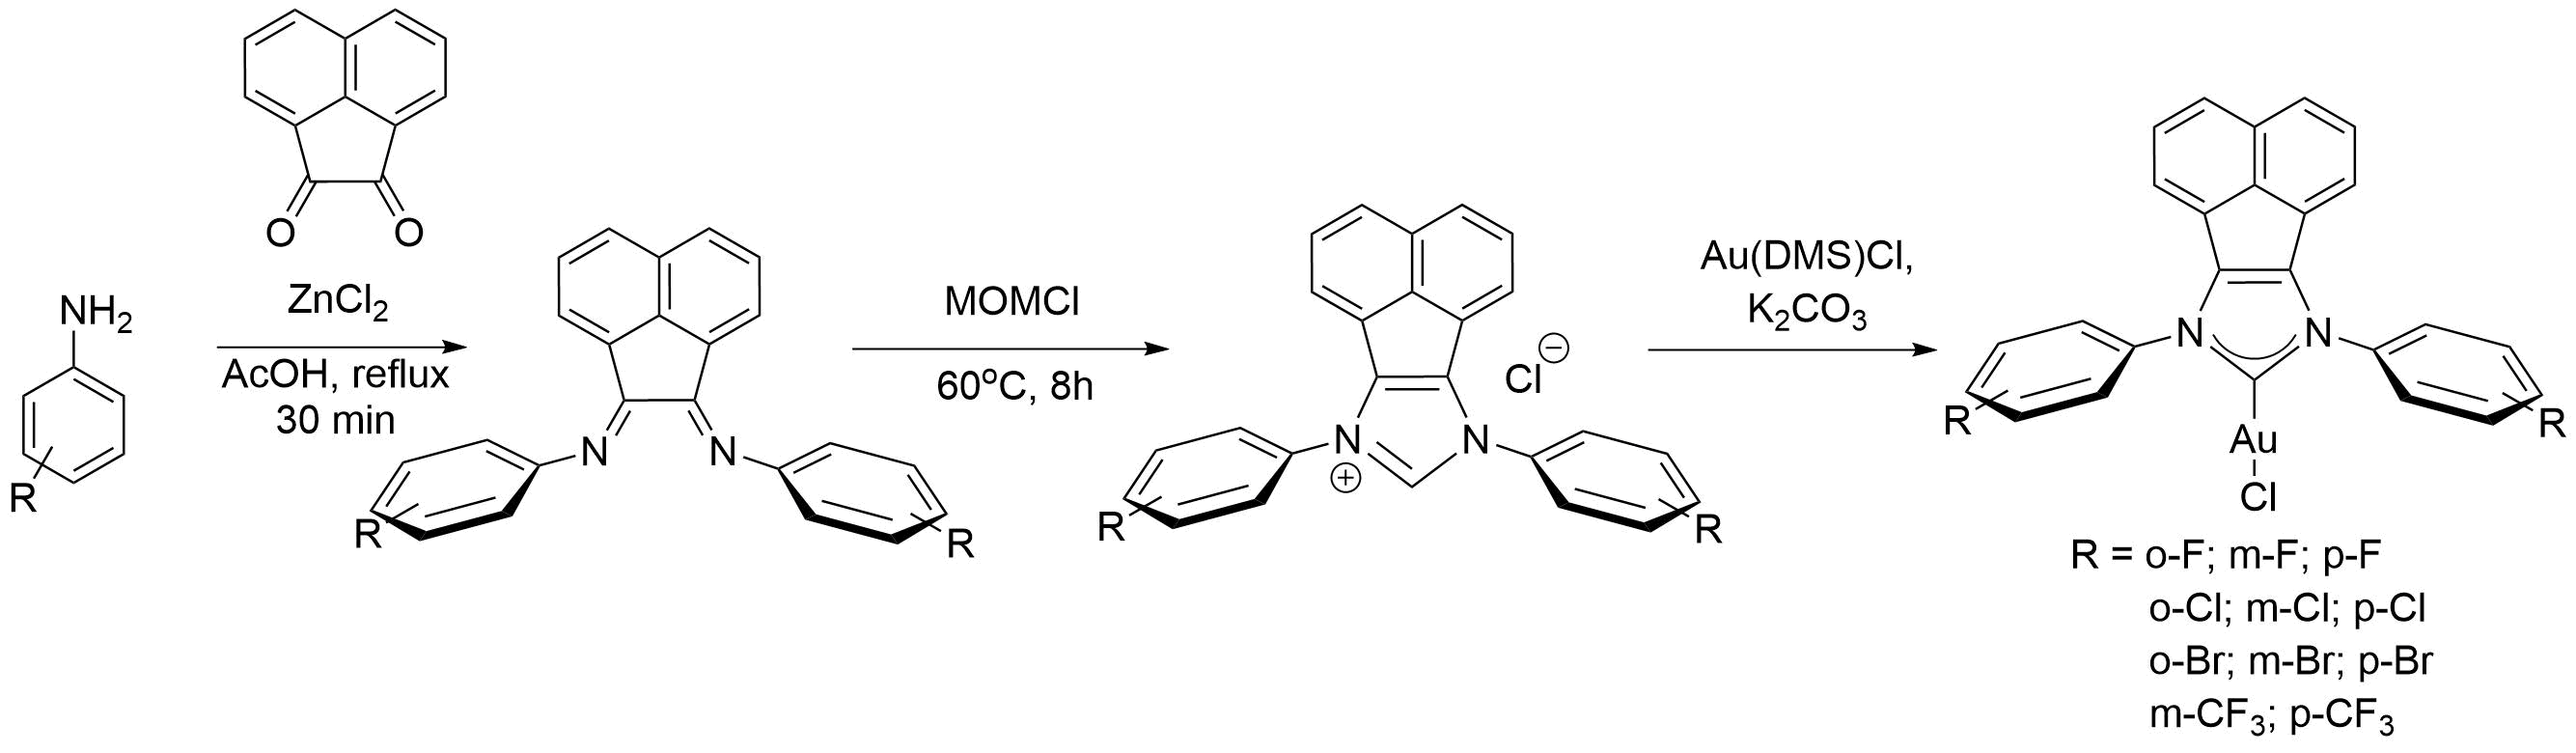 NH₂
R
O
O
ZnCl₂
AcOH, reflux
30 min
N
N
R
R
MOMCl
60°C, 8h
N
N
⊕
Cl⊖
R
R
Au(DMS)Cl,
K₂CO₃
N
N
R
R
Au
Cl
R = o-F; m-F; p-F
o-Cl; m-Cl; p-Cl
o-Br; m-Br; p-Br
m-CF₃; p-CF₃